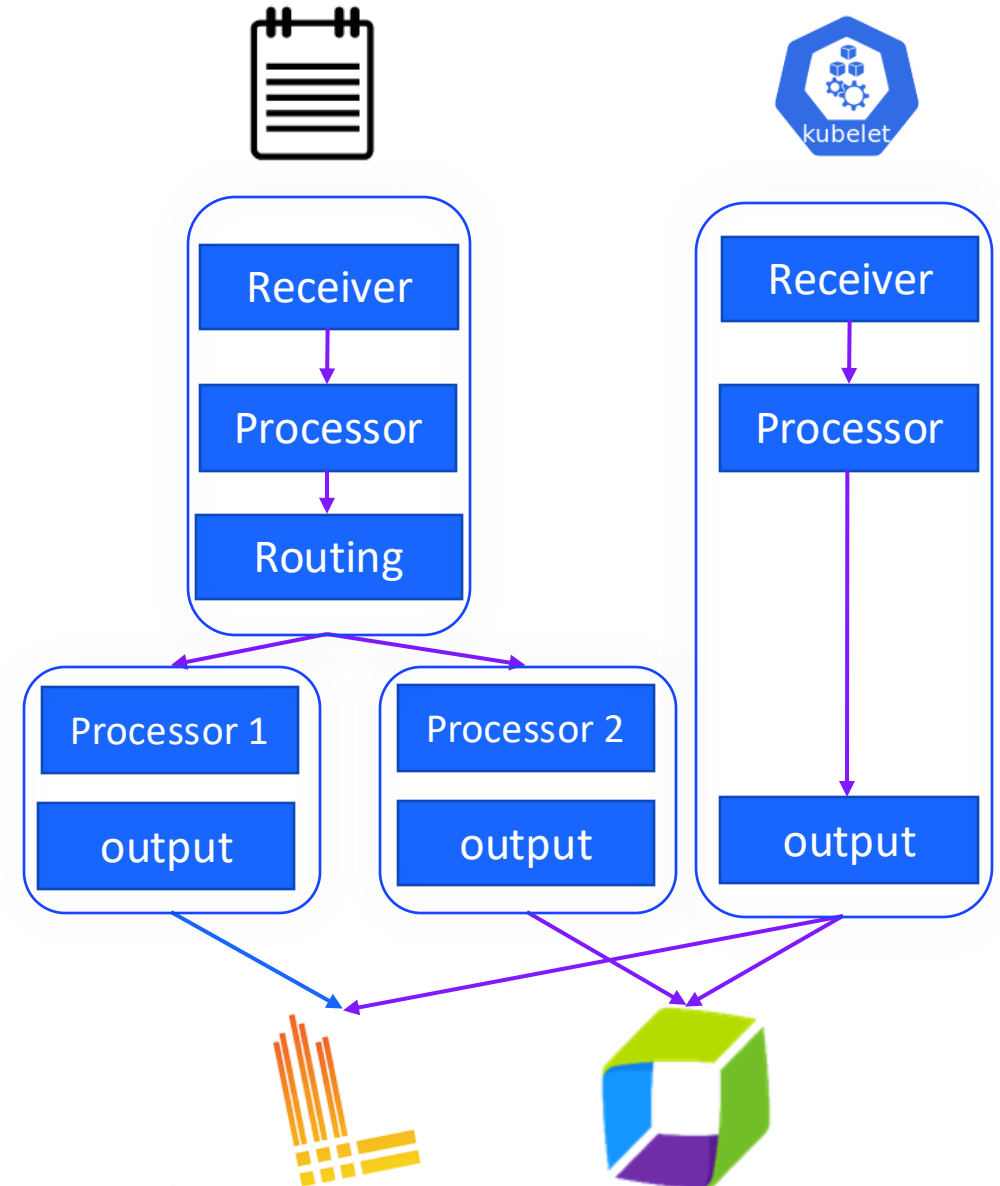 kubelet
Receiver
Processor
Routing
Processor 1
output
Processor 2
output
Receiver
Processor
output